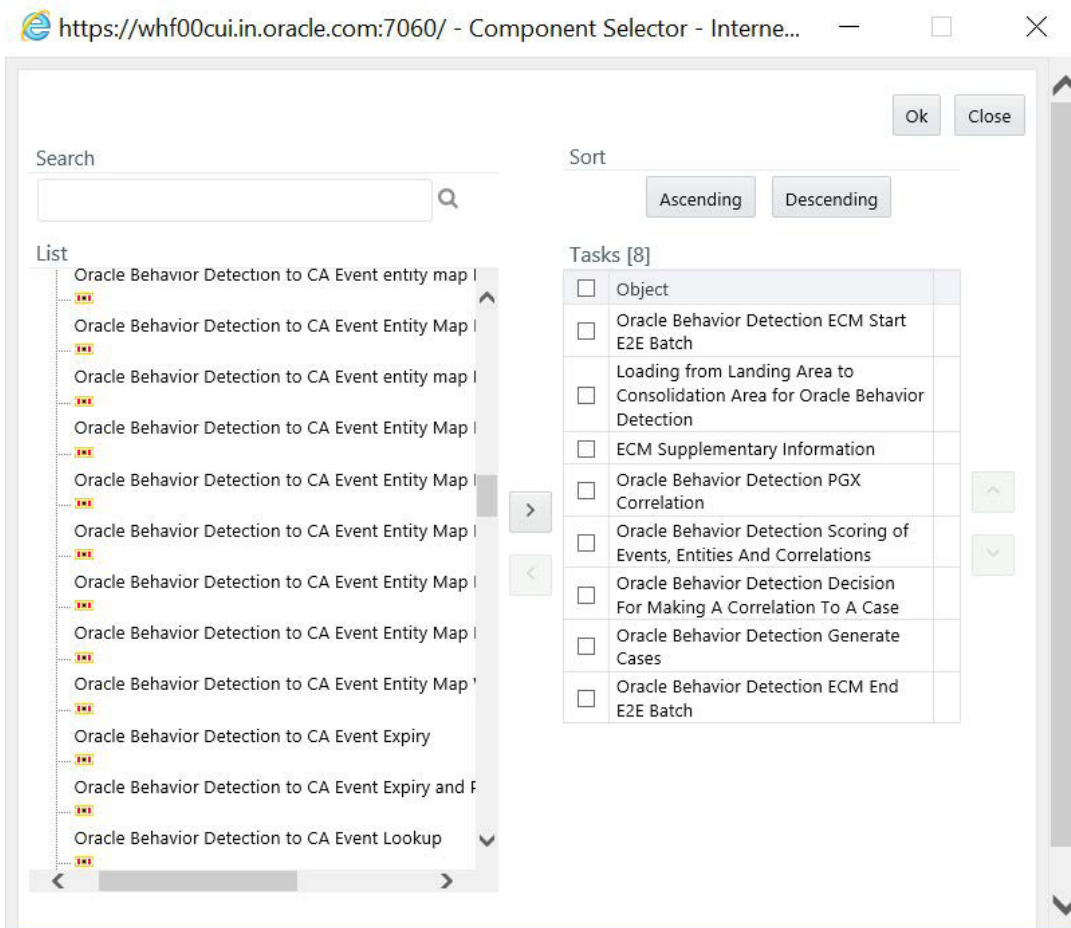 https://whf00cui.in.oracle.com:7060/ - Component Selector - Interne...
Ok
Close
Search
Sort
Ascending
Descending
List
Oracle Behavior Detection to CA Event entity map
Oracle Behavior Detection to CA Event Entity Map
Oracle Behavior Detection to CA Event entity map
Oracle Behavior Detection to CA Event Entity Map
Oracle Behavior Detection to CA Event Entity Map
Oracle Behavior Detection to CA Event Entity Map
Oracle Behavior Detection to CA Event Entity Map
Oracle Behavior Detection to CA Event Entity Map
Oracle Behavior Detection to CA Event Entity Map
Oracle Behavior Detection to CA Event Expiry
Oracle Behavior Detection to CA Event Expiry and
Oracle Behavior Detection to CA Event Lookup
Tasks [8]
Object
Oracle Behavior Detection ECM Start
E2E Batch
Loading from Landing Area to
Consolidation Area for Oracle Behavior
Detection
ECM Supplementary Information
Oracle Behavior Detection PGX
Correlation
Oracle Behavior Detection Scoring of
Events, Entities And Correlations
Oracle Behavior Detection Decision
For Making A Correlation To A Case
Oracle Behavior Detection Generate
Cases
Oracle Behavior Detection ECM End
E2E Batch